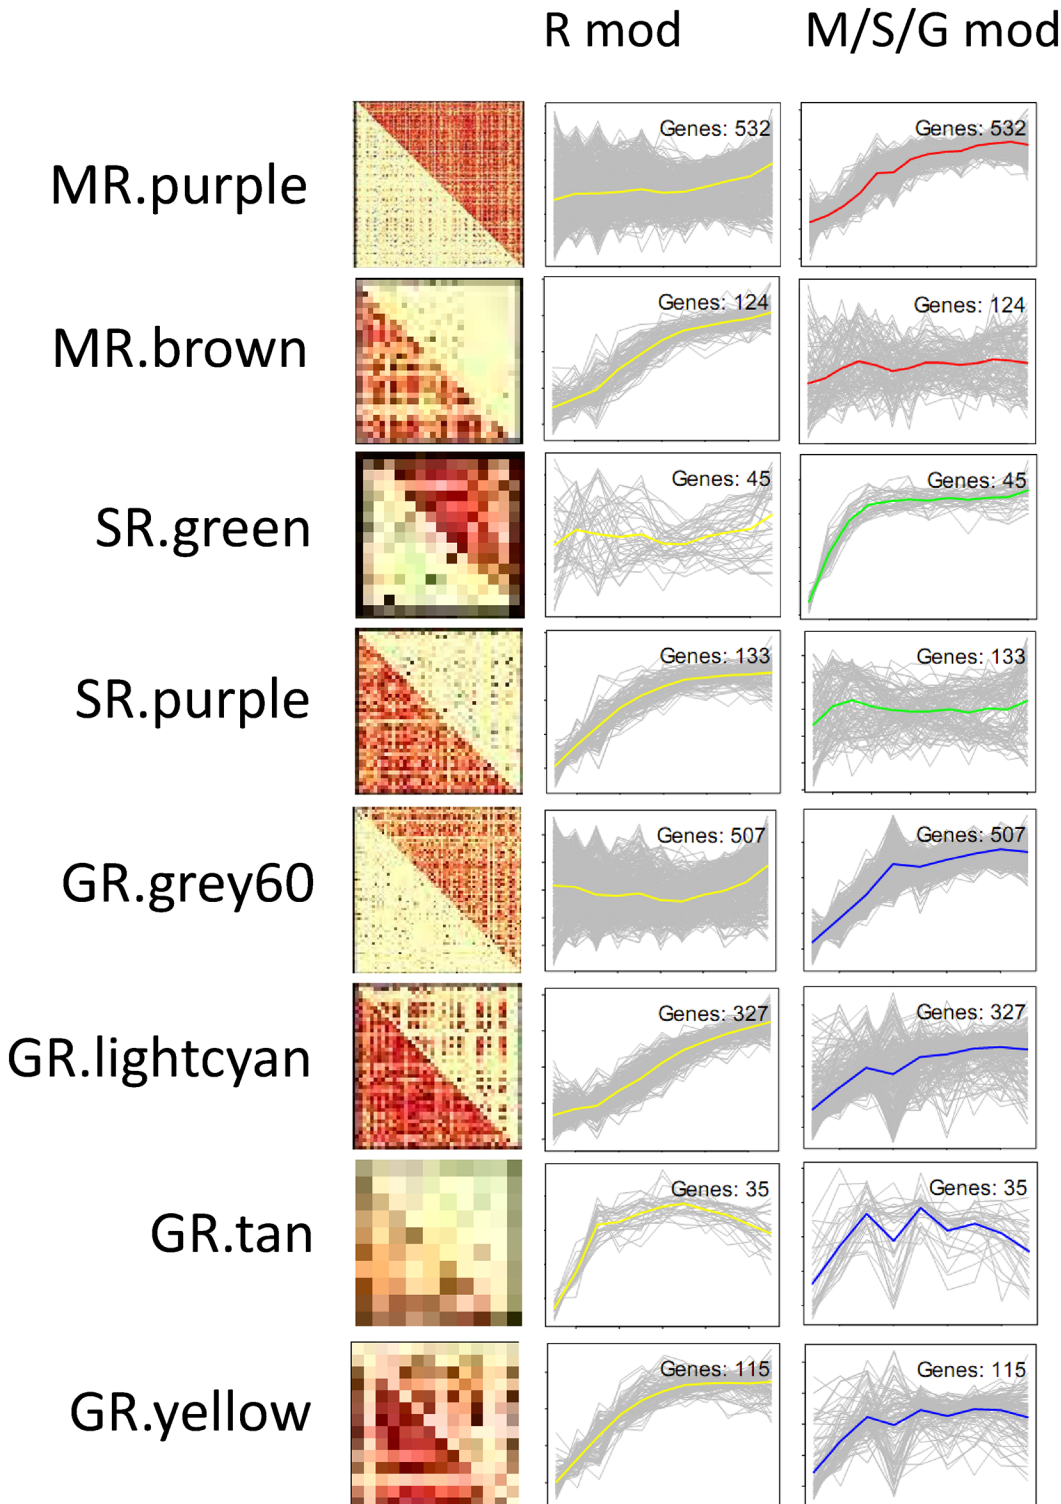 R mod M/S/G mod
MR.purple Genes: 532 Genes: 532
MR.brown Genes: 124 Genes: 124
SR.green Genes: 45 Genes: 45
SR.purple Genes: 133 Genes: 133
GR.grey60 Genes: 507 Genes: 507
GR.lightcyan Genes: 327 Genes: 327
GR.tan Genes: 35 Genes: 35
GR.yellow Genes: 115 Genes: 115